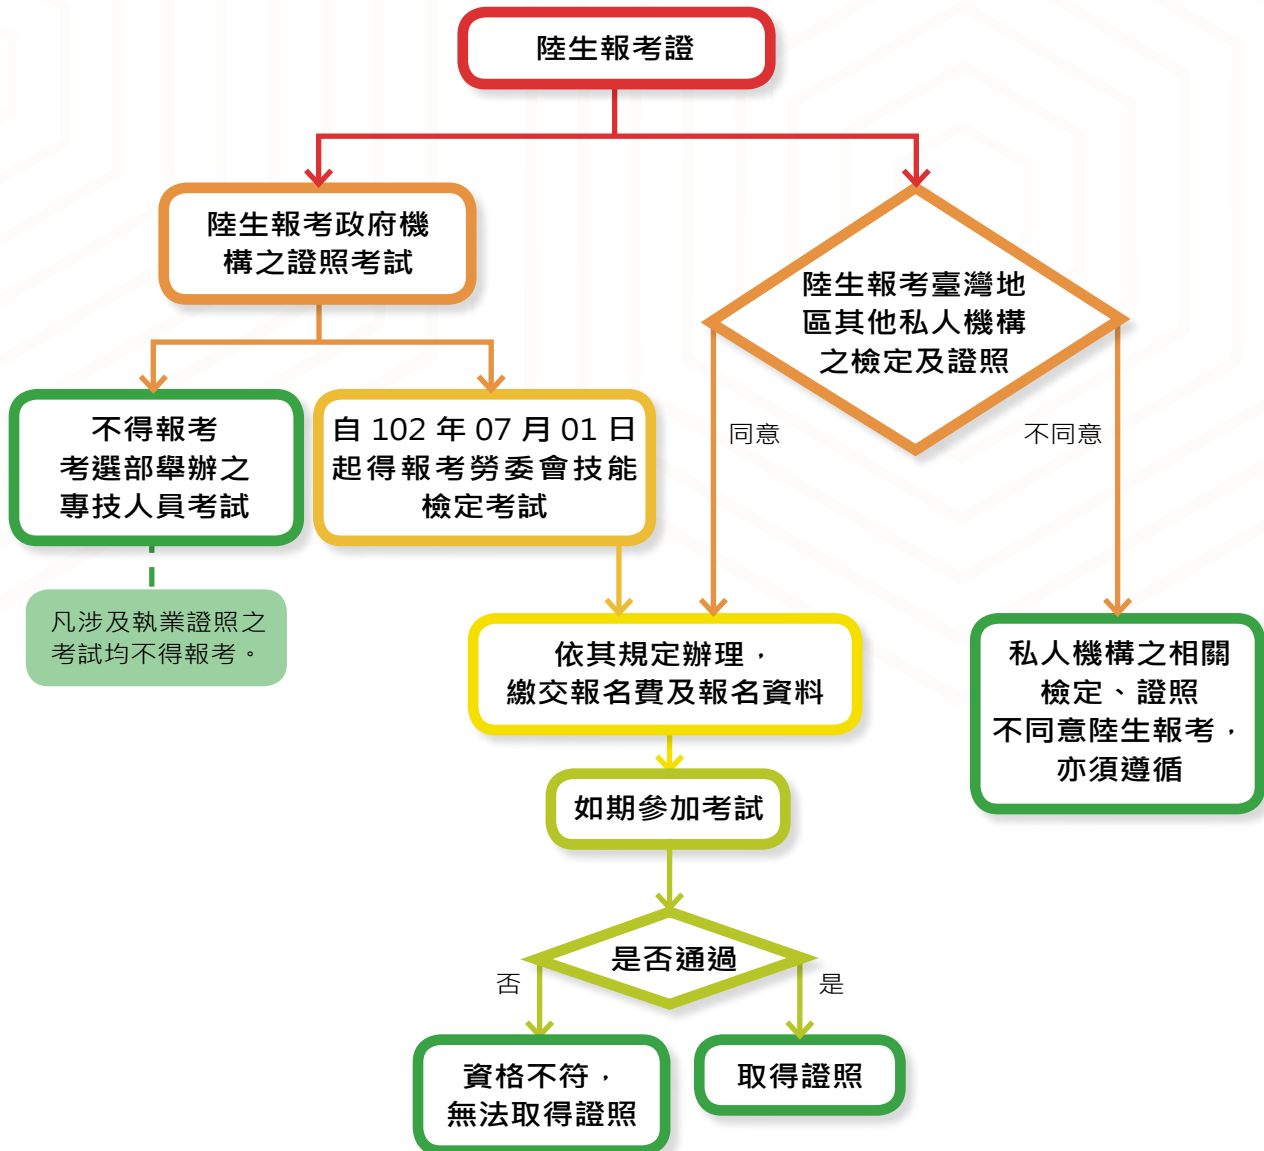 陸生報考證
陸生報考政府機
構之證照考試
陸生報考臺灣地
區其他私人機構
之檢定及證照
不得報考
考選部舉辦之
專技人員考試
自 102 年 07 月 01 日
起得報考勞委會技能
檢定考試
同意
不同意
凡涉及執業證照之
考試均不得報考。
依其規定辦理，
繳交報名費及報名資料
私人機構之相關
檢定、證照
不同意陸生報考，
亦須遵循
如期參加考試
是否通過
否
是
資格不符，
無法取得證照
取得證照